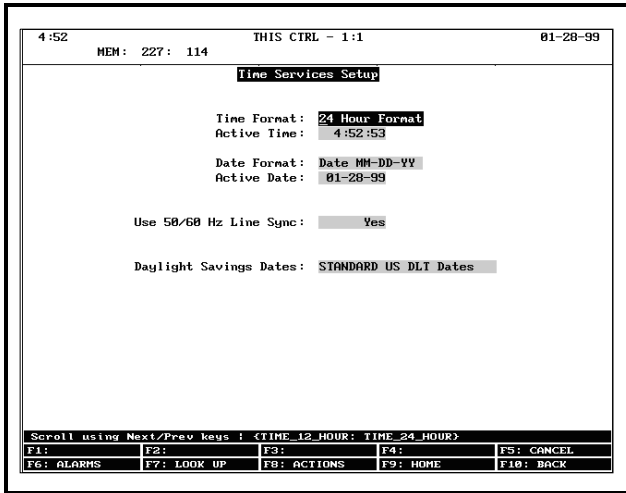 4:52 THIS CTRL - 1:1 01-28-99
MEM: 227: 114
Time Services Setup
Time Format: 24 Hour Format
Active Time: 4:52:53
Date Format: Date MM-DD-YY
Active Date: 01-28-99
Use 50/60 Hz Line Sync: Yes
Daylight Savings Dates: STANDARD US DLT Dates
Scroll using Next/Prev keys ¦ {TIME_12_HOUR: TIME_24_HOUR}
F1: F2: F3: F4: F5: CANCEL
F6: ALARMS F7: LOOK UP F8: ACTIONS F9: HOME F10: BACK